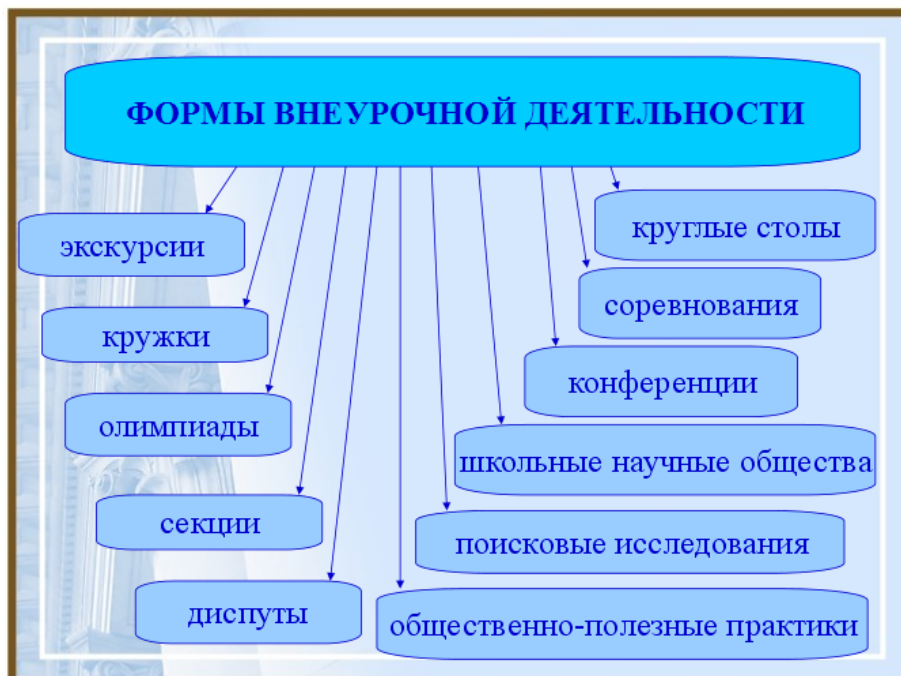 ФОРМЫ ВНЕУРОЧНОЙ ДЕЯТЕЛЬНОСТИ
экскурсии
кружки
олимпиады
секции
диспуты
круглые столы
соревнования
конференции
школьные научные общества
поисковые исследования
общественно-полезные практики